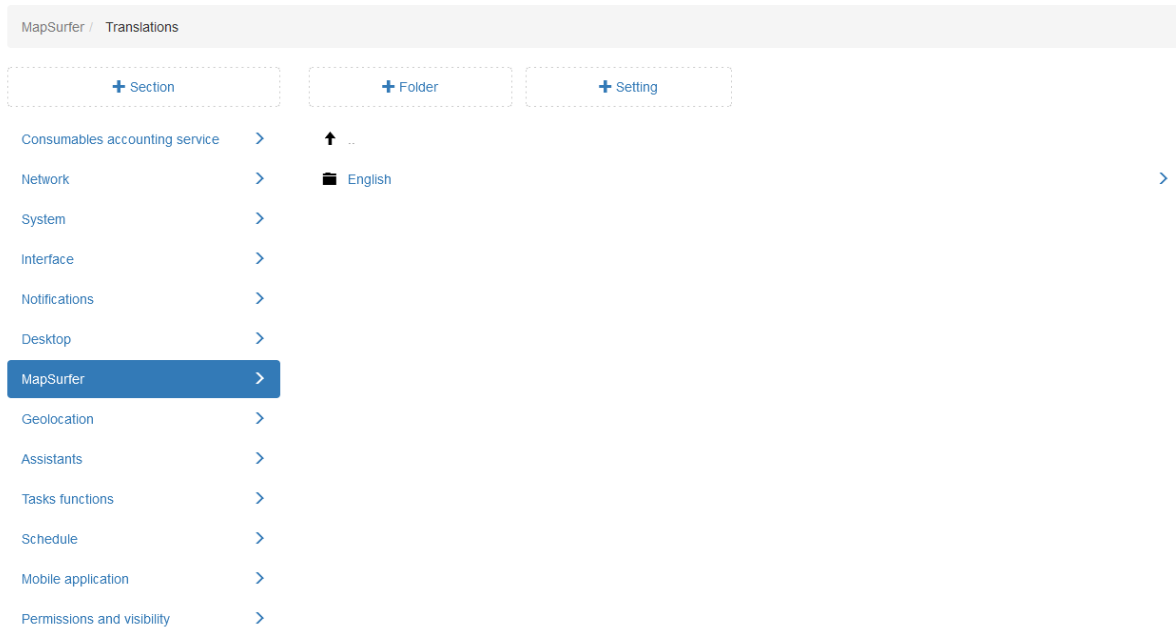 MapSurfer / Translations
Section
Folder
Setting
Consumables accounting service
..
Network
English
System
Interface
Notifications
Desktop
MapSurfer
Geolocation
Assistants
Tasks functions
Schedule
Mobile application
Permissions and visibility